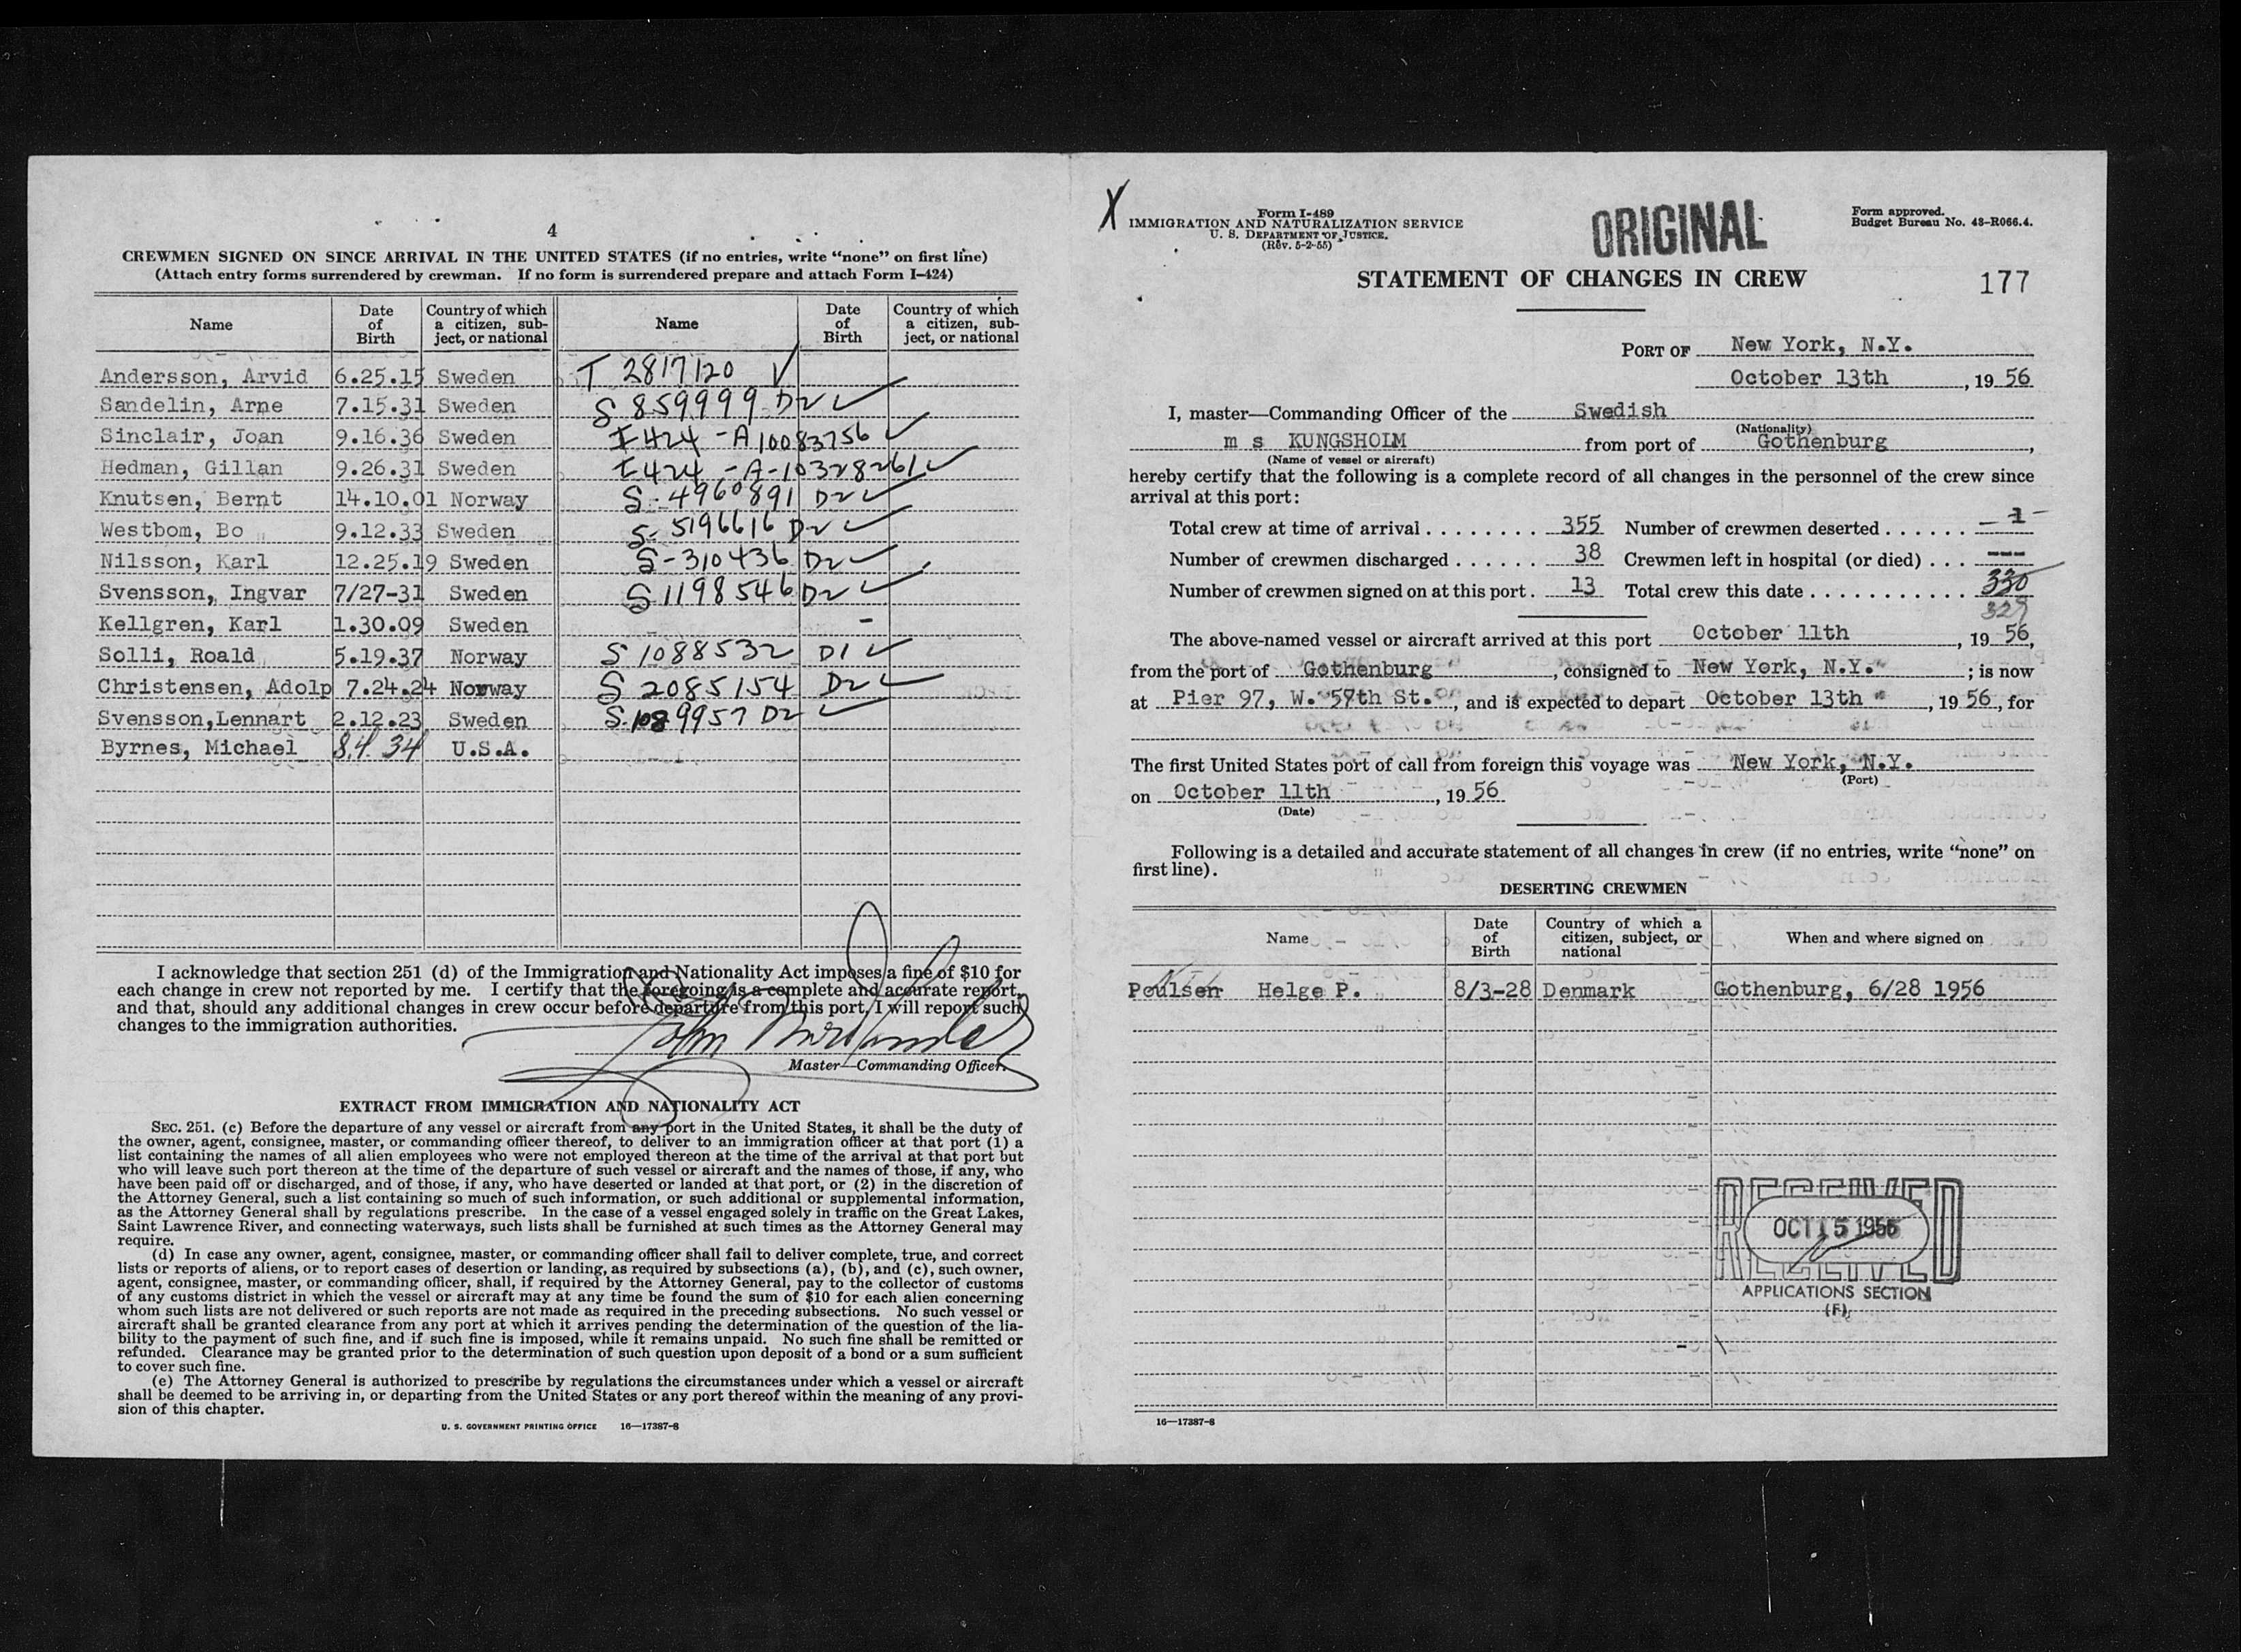 4
CREWMEN SIGNED ON SINCE ARRIVAL IN THE UNITED STATES (if no entries, write “none” on first line)
(Attach entry forms surrendered by crewman. If no form is surrendered prepare and attach Form I–424)
Name Date of Birth Country of which a citizen, subject, or national Name Date of Birth Country of which a citizen, subject, or national
Andersson, Arvid 6.25.15 Sweden T 2817120 ✓
Sandelin, Arne 7.15.31 Sweden S 859999 D2 ✓
Sinclair, Joan 9.16.36 Sweden I 424 - A 10083756 ✓
Hedman, Gillan 9.26.31 Sweden I 424 - A-10328261 ✓
Knutsen, Bernt 14.10.01 Norway S-4960891 D2 ✓
Westbom, Bo 9.12.33 Sweden S-5196616 D2 ✓
Nilsson, Karl 12.25.19 Sweden S-310436 D2 ✓
Svensson, Ingvar 7/27-31 Sweden S 1198546 D2 ✓
Kellgren, Karl 1.30.09 Sweden -
Solli, Roald 5.19.37 Norway S 1088532 D1 ✓
Christensen, Adolp 7.24.24 Norway S 2085154 D2 ✓
Svensson,Lennart 2.12.23 Sweden S-1089957 D2 ✓
Byrnes, Michael 8.4.34 U.S.A.
I acknowledge that section 251 (d) of the Immigration and Nationality Act imposes a fine of $10 for
each change in crew not reported by me. I certify that the foregoing is a complete and accurate report,
and that, should any additional changes in crew occur before departure from this port, I will report such
changes to the immigration authorities.
John
Master—Commanding Officer.
EXTRACT FROM IMMIGRATION AND NATIONALITY ACT
SEC. 251. (c) Before the departure of any vessel or aircraft from any port in the United States, it shall be the duty of
the owner, agent, consignee, master, or commanding officer thereof, to deliver to an immigration officer at that port (1) a
list containing the names of all alien employees who were not employed thereon at the time of the arrival at that port but
who will leave such port thereon at the time of the departure of such vessel or aircraft and the names of those, if any, who
have been paid off or discharged, and of those, if any, who have deserted or landed at that port, or (2) in the discretion of
the Attorney General, such a list containing so much of such information, or such additional or supplemental information,
as the Attorney General shall by regulations prescribe. In the case of a vessel engaged solely in traffic on the Great Lakes,
Saint Lawrence River, and connecting waterways, such lists shall be furnished at such times as the Attorney General may
require.
(d) In case any owner, agent, consignee, master, or commanding officer shall fail to deliver complete, true, and correct
lists or reports of aliens, or to report cases of desertion or landing, as required by subsections (a), (b), and (c), such owner,
agent, consignee, master, or commanding officer, shall, if required by the Attorney General, pay to the collector of customs
of any customs district in which the vessel or aircraft may at any time be found the sum of $10 for each alien concerning
whom such lists are not delivered or such reports are not made as required in the preceding subsections. No such vessel or
aircraft shall be granted clearance from any port at which it arrives pending the determination of the question of the lia-
bility to the payment of such fine, and if such fine is imposed, while it remains unpaid. No such fine shall be remitted or
refunded. Clearance may be granted prior to the determination of such question upon deposit of a bond or a sum sufficient
to cover such fine.
(e) The Attorney General is authorized to prescribe by regulations the circumstances under which a vessel or aircraft
shall be deemed to be arriving in, or departing from the United States or any port thereof within the meaning of any provi-
sion of this chapter.
U. S. GOVERNMENT PRINTING OFFICE 16—17387-8
X
Form I-489
IMMIGRATION AND NATURALIZATION SERVICE
U. S. DEPARTMENT OF JUSTICE.
(Rev. 5-2-55)
ORIGINAL
Form approved.
Budget Bureau No. 43-R066.4.
STATEMENT OF CHANGES IN CREW 177
PORT OF New York, N.Y.
October 13th, 19 56
I, master—Commanding Officer of the Swedish
(Nationality)
m s KUNGSHOLM from port of Gothenburg,
(Name of vessel or aircraft)
hereby certify that the following is a complete record of all changes in the personnel of the crew since
arrival at this port:
Total crew at time of arrival ........ 355 Number of crewmen deserted ...... -1-
Number of crewmen discharged ...... 38 Crewmen left in hospital (or died) ... ---
Number of crewmen signed on at this port. 13 Total crew this date ........... 330
329
The above-named vessel or aircraft arrived at this port October 11th, 19 56,
from the port of Gothenburg, consigned to New York, N.Y. ; is now
at Pier 97, W. 57th St., and is expected to depart October 13th, 19 56, for
The first United States port of call from foreign this voyage was New York, N.Y.
(Port)
on October 11th, 19 56
(Date)
Following is a detailed and accurate statement of all changes in crew (if no entries, write “none” on
first line).
DESERTING CREWMEN
Name Date of Birth Country of which a citizen, subject, or national When and where signed on
Poulsen Helge P. 8/3-28 Denmark Gothenburg, 6/28 1956
RECEIVED
OCT 15 1956
RECEIVED
APPLICATIONS SECTION
(F)
16—17387-8